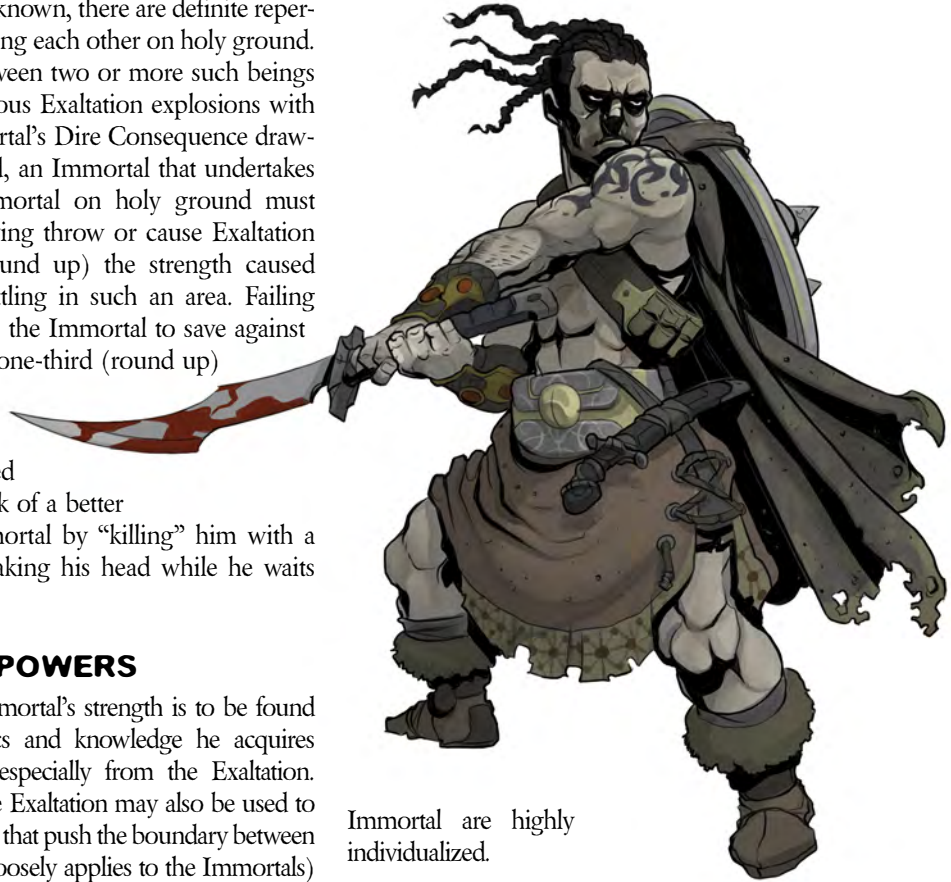 known, there are definite reper-
ing each other on holy ground.
ween two or more such beings
ous Exaltation explosions with
rtal's Dire Consequence draw-
l, an Immortal that undertakes
mortal on holy ground must
ing throw or cause Exaltation
und up) the strength caused
ttling in such an area. Failing
the Immortal to save against
one-third (round up)
ed
k of a better
mortal by “killing” him with a
aking his head while he waits
POWERS
mortal's strength is to be found
cs and knowledge he acquires
especially from the Exaltation.
e Exaltation may also be used to
that push the boundary between
oosely applies to the Immortals)
Immortal are highly
individualized.